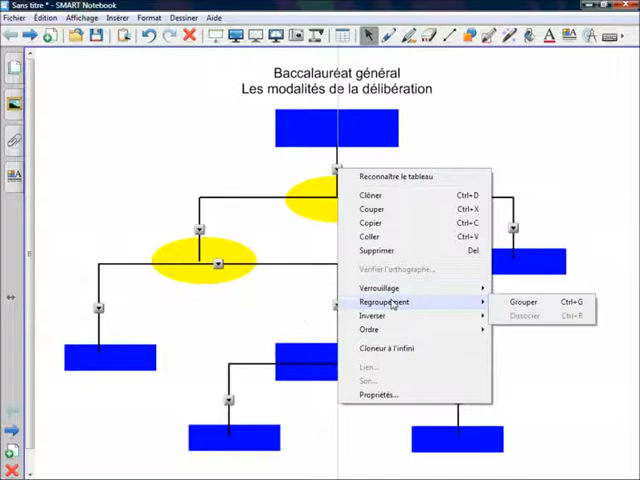 Sans titre * - SMART Notebook
Fichier Édition Affichage Insérer Format Dessiner Aide
Baccalauréat général
Les modalités de la délibération
Reconnaître le tableau
Clôner Ctrl+D
Couper Ctrl+X
Copier Ctrl+C
Coller Ctrl+V
Supprimer Del
Vérifier l'orthographe...
Verrouillage
Regroupement
Grouper Ctrl+G
Inverser
Dissocier Ctrl+R
Ordre
Cloneur à l'infini
Lien...
Son...
Propriétés...